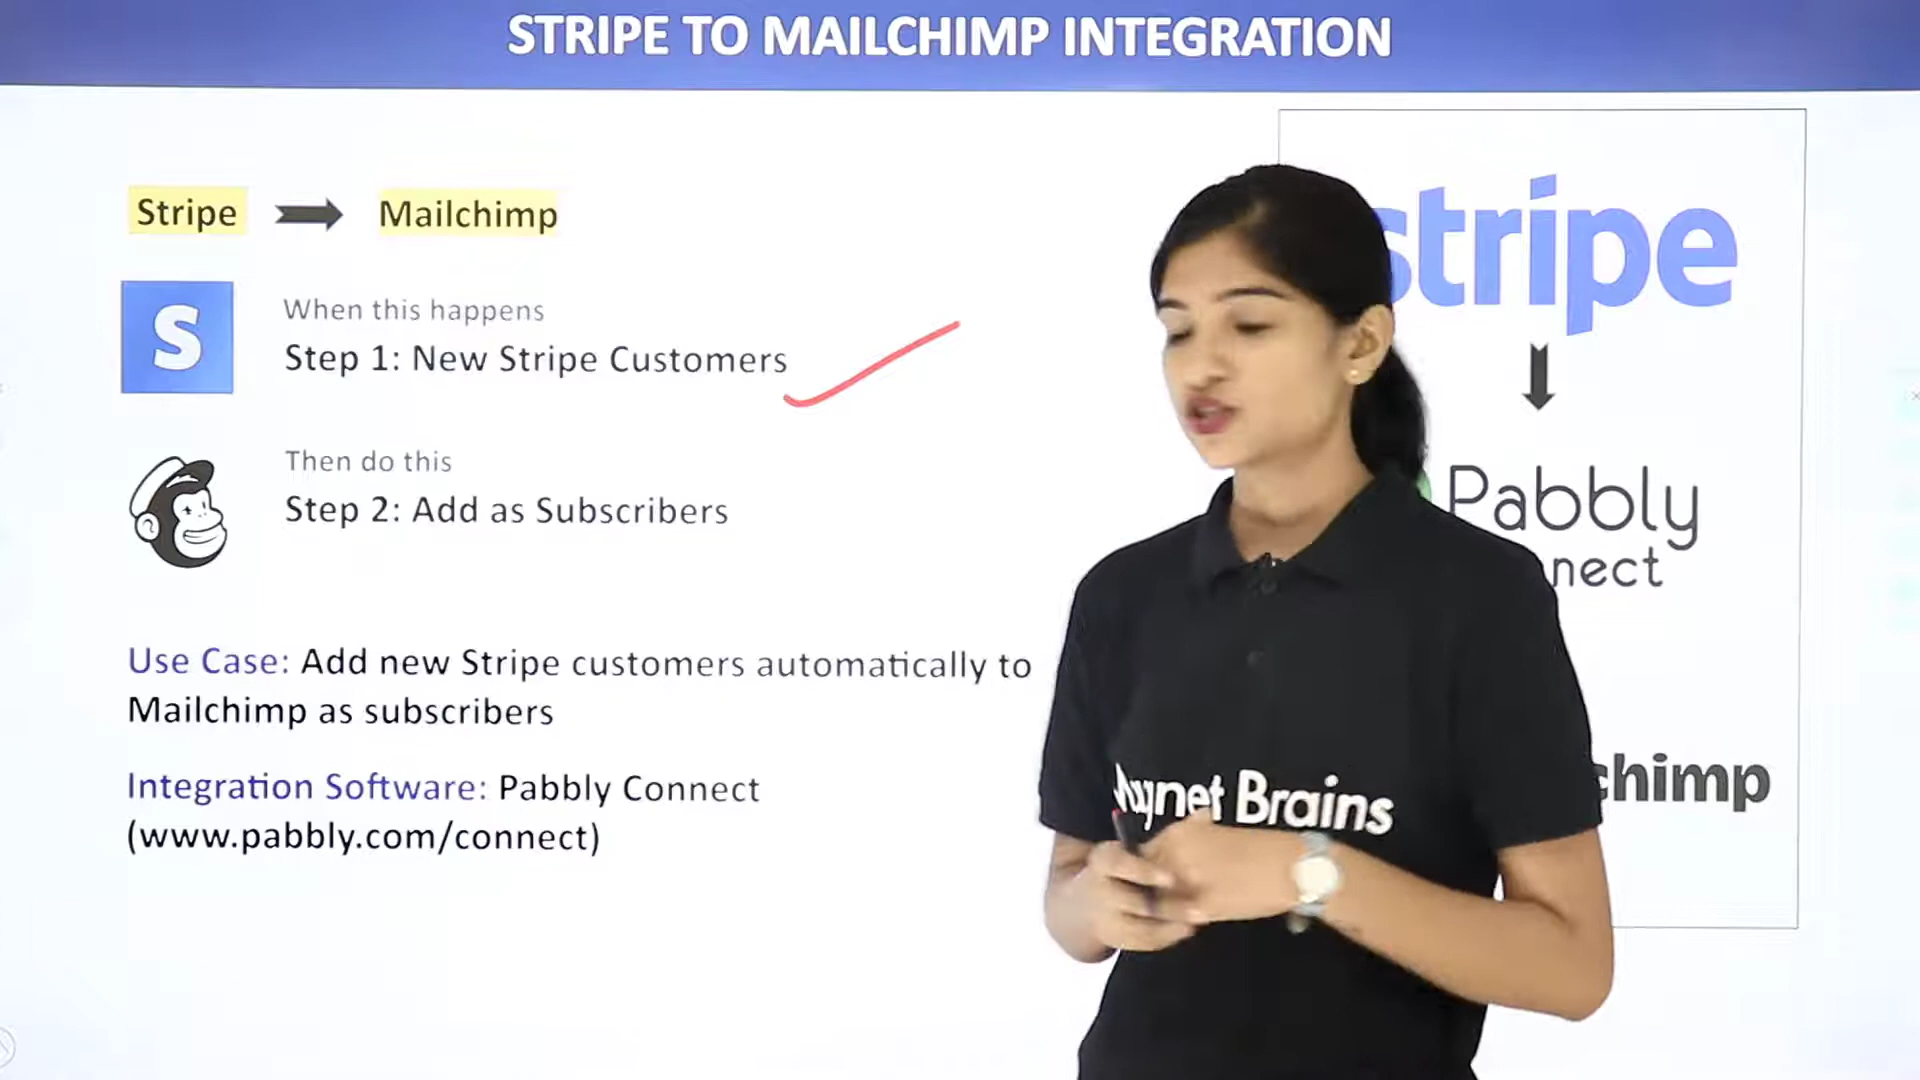 STRIPE TO MAILCHIMP INTEGRATION
Stripe
Mailchimp
S
When this happens
Step 1: New Stripe Customers
Then do this
Step 2: Add as Subscribers
Use Case: Add new Stripe customers automatically to
Mailchimp as subscribers
Integration Software: Pabbly Connect
(www.pabbly.com/connect)
stripe
Pabbly
nect
chimp
Magnet Brains